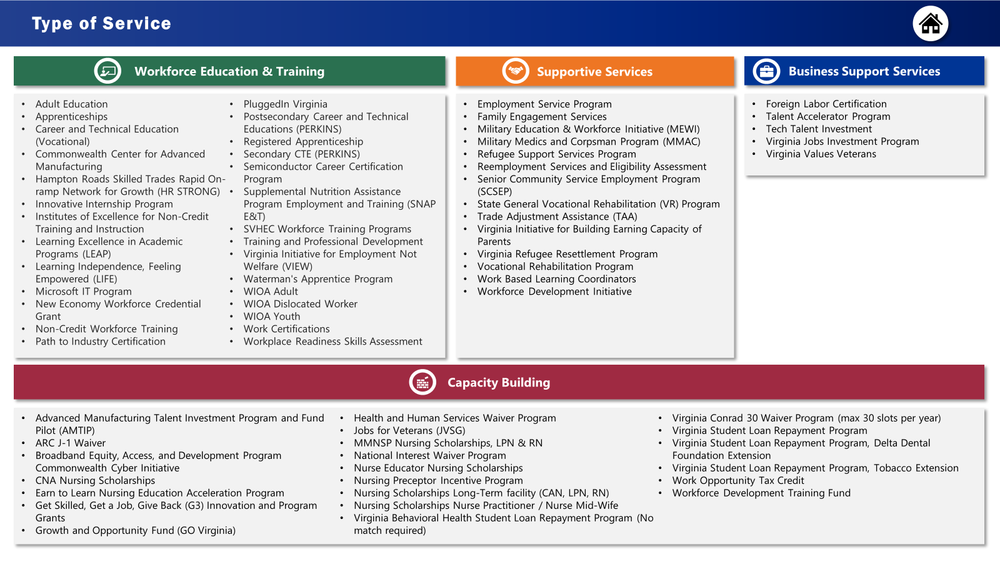 Type of Service
Workforce Education & Training
• Adult Education
• Apprenticeships
• Career and Technical Education
(Vocational)
• Commonwealth Center for Advanced
Manufacturing
• Hampton Roads Skilled Trades Rapid On-
ramp Network for Growth (HR STRONG)
• Innovative Internship Program
• Institutes of Excellence for Non-Credit
Training and Instruction
• Learning Excellence in Academic
Programs (LEAP)
• Learning Independence, Feeling
Empowered (LIFE)
• Microsoft IT Program
• New Economy Workforce Credential
Grant
• Non-Credit Workforce Training
• Path to Industry Certification
• PluggedIn Virginia
• Postsecondary Career and Technical
Educations (PERKINS)
• Registered Apprenticeship
• Secondary CTE (PERKINS)
• Semiconductor Career Certification
Program
• Supplemental Nutrition Assistance
Program Employment and Training (SNAP
E&T)
• SVHEC Workforce Training Programs
• Training and Professional Development
• Virginia Initiative for Employment Not
Welfare (VIEW)
• Waterman's Apprentice Program
• WIOA Adult
• WIOA Dislocated Worker
• WIOA Youth
• Work Certifications
• Workplace Readiness Skills Assessment
Supportive Services
• Employment Service Program
• Family Engagement Services
• Military Education & Workforce Initiative (MEWI)
• Military Medics and Corpsman Program (MMAC)
• Refugee Support Services Program
• Reemployment Services and Eligibility Assessment
• Senior Community Service Employment Program
(SCSEP)
• State General Vocational Rehabilitation (VR) Program
• Trade Adjustment Assistance (TAA)
• Virginia Initiative for Building Earning Capacity of
Parents
• Virginia Refugee Resettlement Program
• Vocational Rehabilitation Program
• Work Based Learning Coordinators
• Workforce Development Initiative
Business Support Services
• Foreign Labor Certification
• Talent Accelerator Program
• Tech Talent Investment
• Virginia Jobs Investment Program
• Virginia Values Veterans
Capacity Building
• Advanced Manufacturing Talent Investment Program and Fund
Pilot (AMTIP)
• ARC J-1 Waiver
• Broadband Equity, Access, and Development Program
Commonwealth Cyber Initiative
• CNA Nursing Scholarships
• Earn to Learn Nursing Education Acceleration Program
• Get Skilled, Get a Job, Give Back (G3) Innovation and Program
Grants
• Growth and Opportunity Fund (GO Virginia)
• Health and Human Services Waiver Program
• Jobs for Veterans (JVSG)
• MMNSP Nursing Scholarships, LPN & RN
• National Interest Waiver Program
• Nurse Educator Nursing Scholarships
• Nursing Preceptor Incentive Program
• Nursing Scholarships Long-Term facility (CAN, LPN, RN)
• Nursing Scholarships Nurse Practitioner / Nurse Mid-Wife
• Virginia Behavioral Health Student Loan Repayment Program (No
match required)
• Virginia Conrad 30 Waiver Program (max 30 slots per year)
• Virginia Student Loan Repayment Program
• Virginia Student Loan Repayment Program, Delta Dental
Foundation Extension
• Virginia Student Loan Repayment Program, Tobacco Extension
• Work Opportunity Tax Credit
• Workforce Development Training Fund